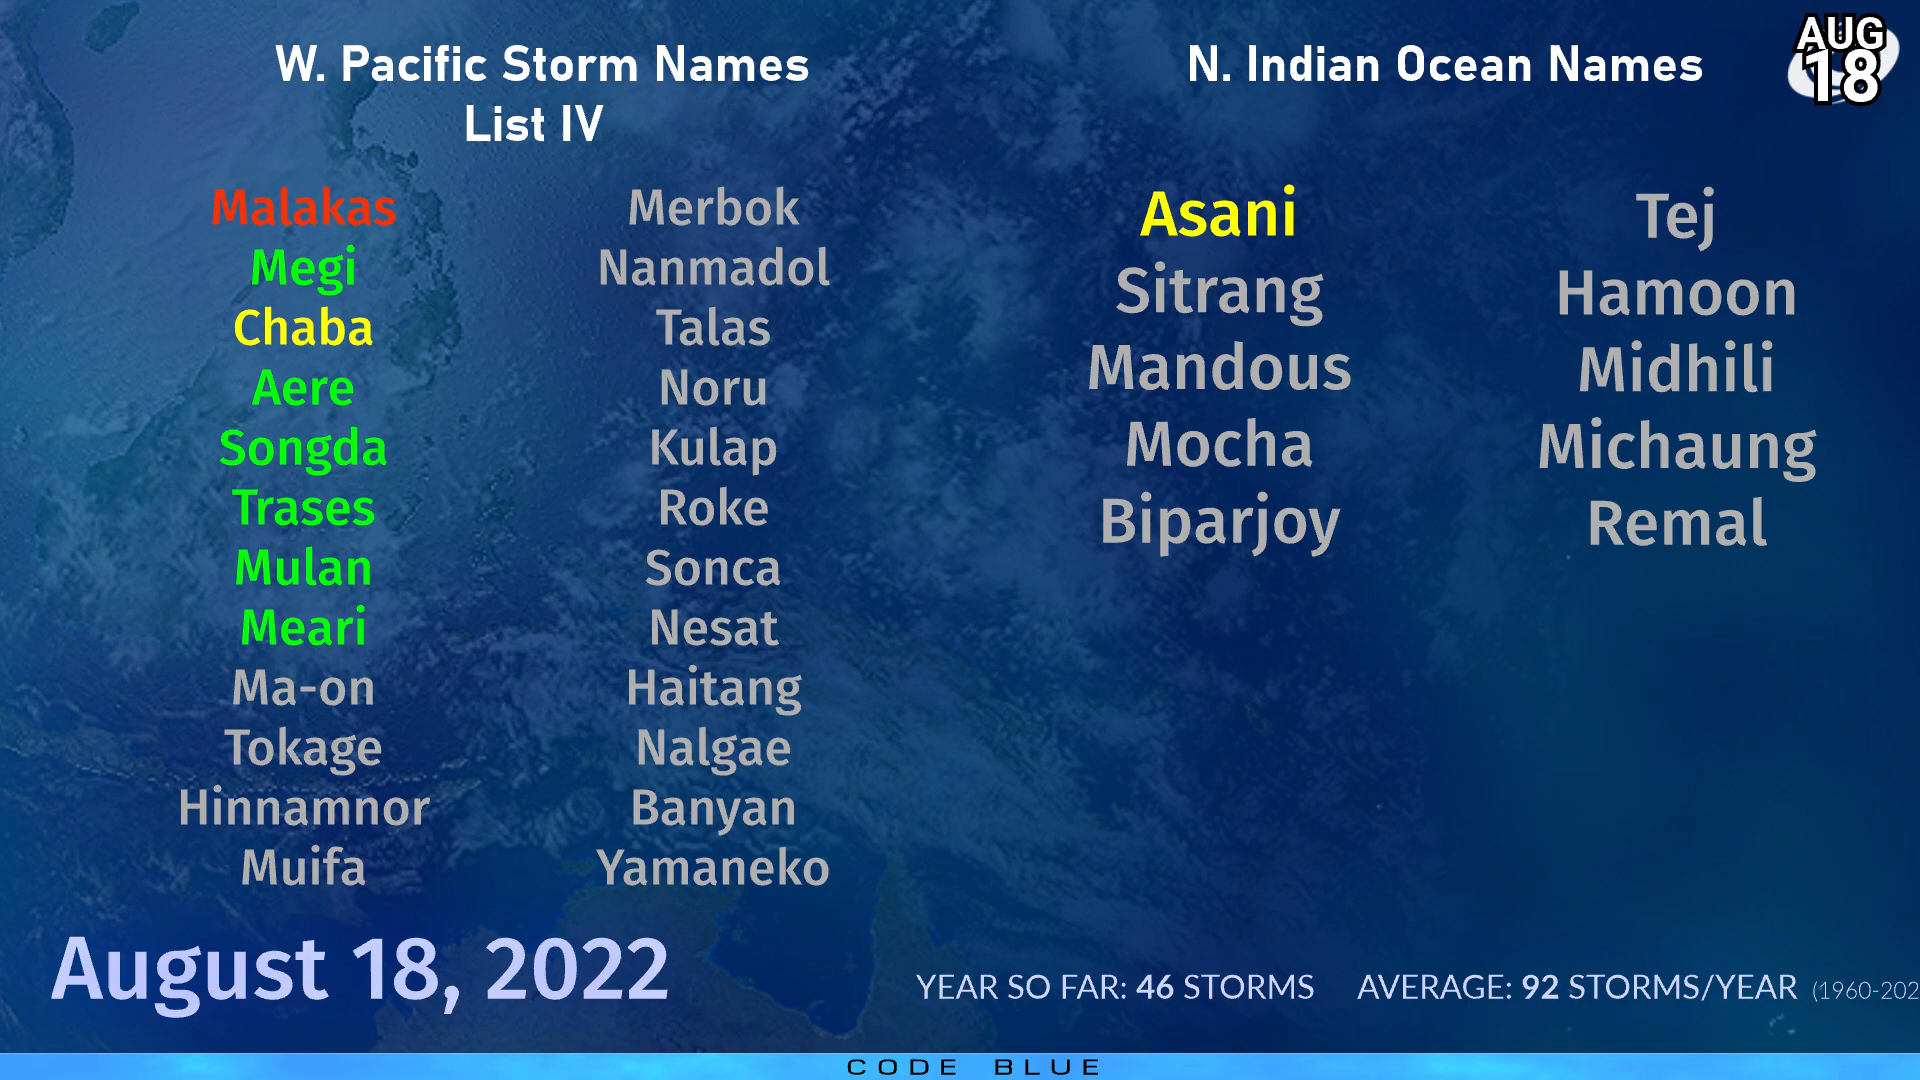 AUG
18
W. Pacific Storm Names
List IV
Malakas
Megi
Chaba
Aere
Songda
Trases
Mulan
Meari
Ma-on
Tokage
Hinnamnor
Muifa
Merbok
Nanmadol
Talas
Noru
Kulap
Roke
Sonca
Nesat
Haitang
Nalgae
Banyan
Yamaneko
N. Indian Ocean Names
Asani
Sitrang
Mandous
Mocha
Biparjoy
Tej
Hamoon
Midhili
Michaung
Remal
August 18, 2022
YEAR SO FAR: 46 STORMS AVERAGE: 92 STORMS/YEAR (1960-202
CODE BLUE